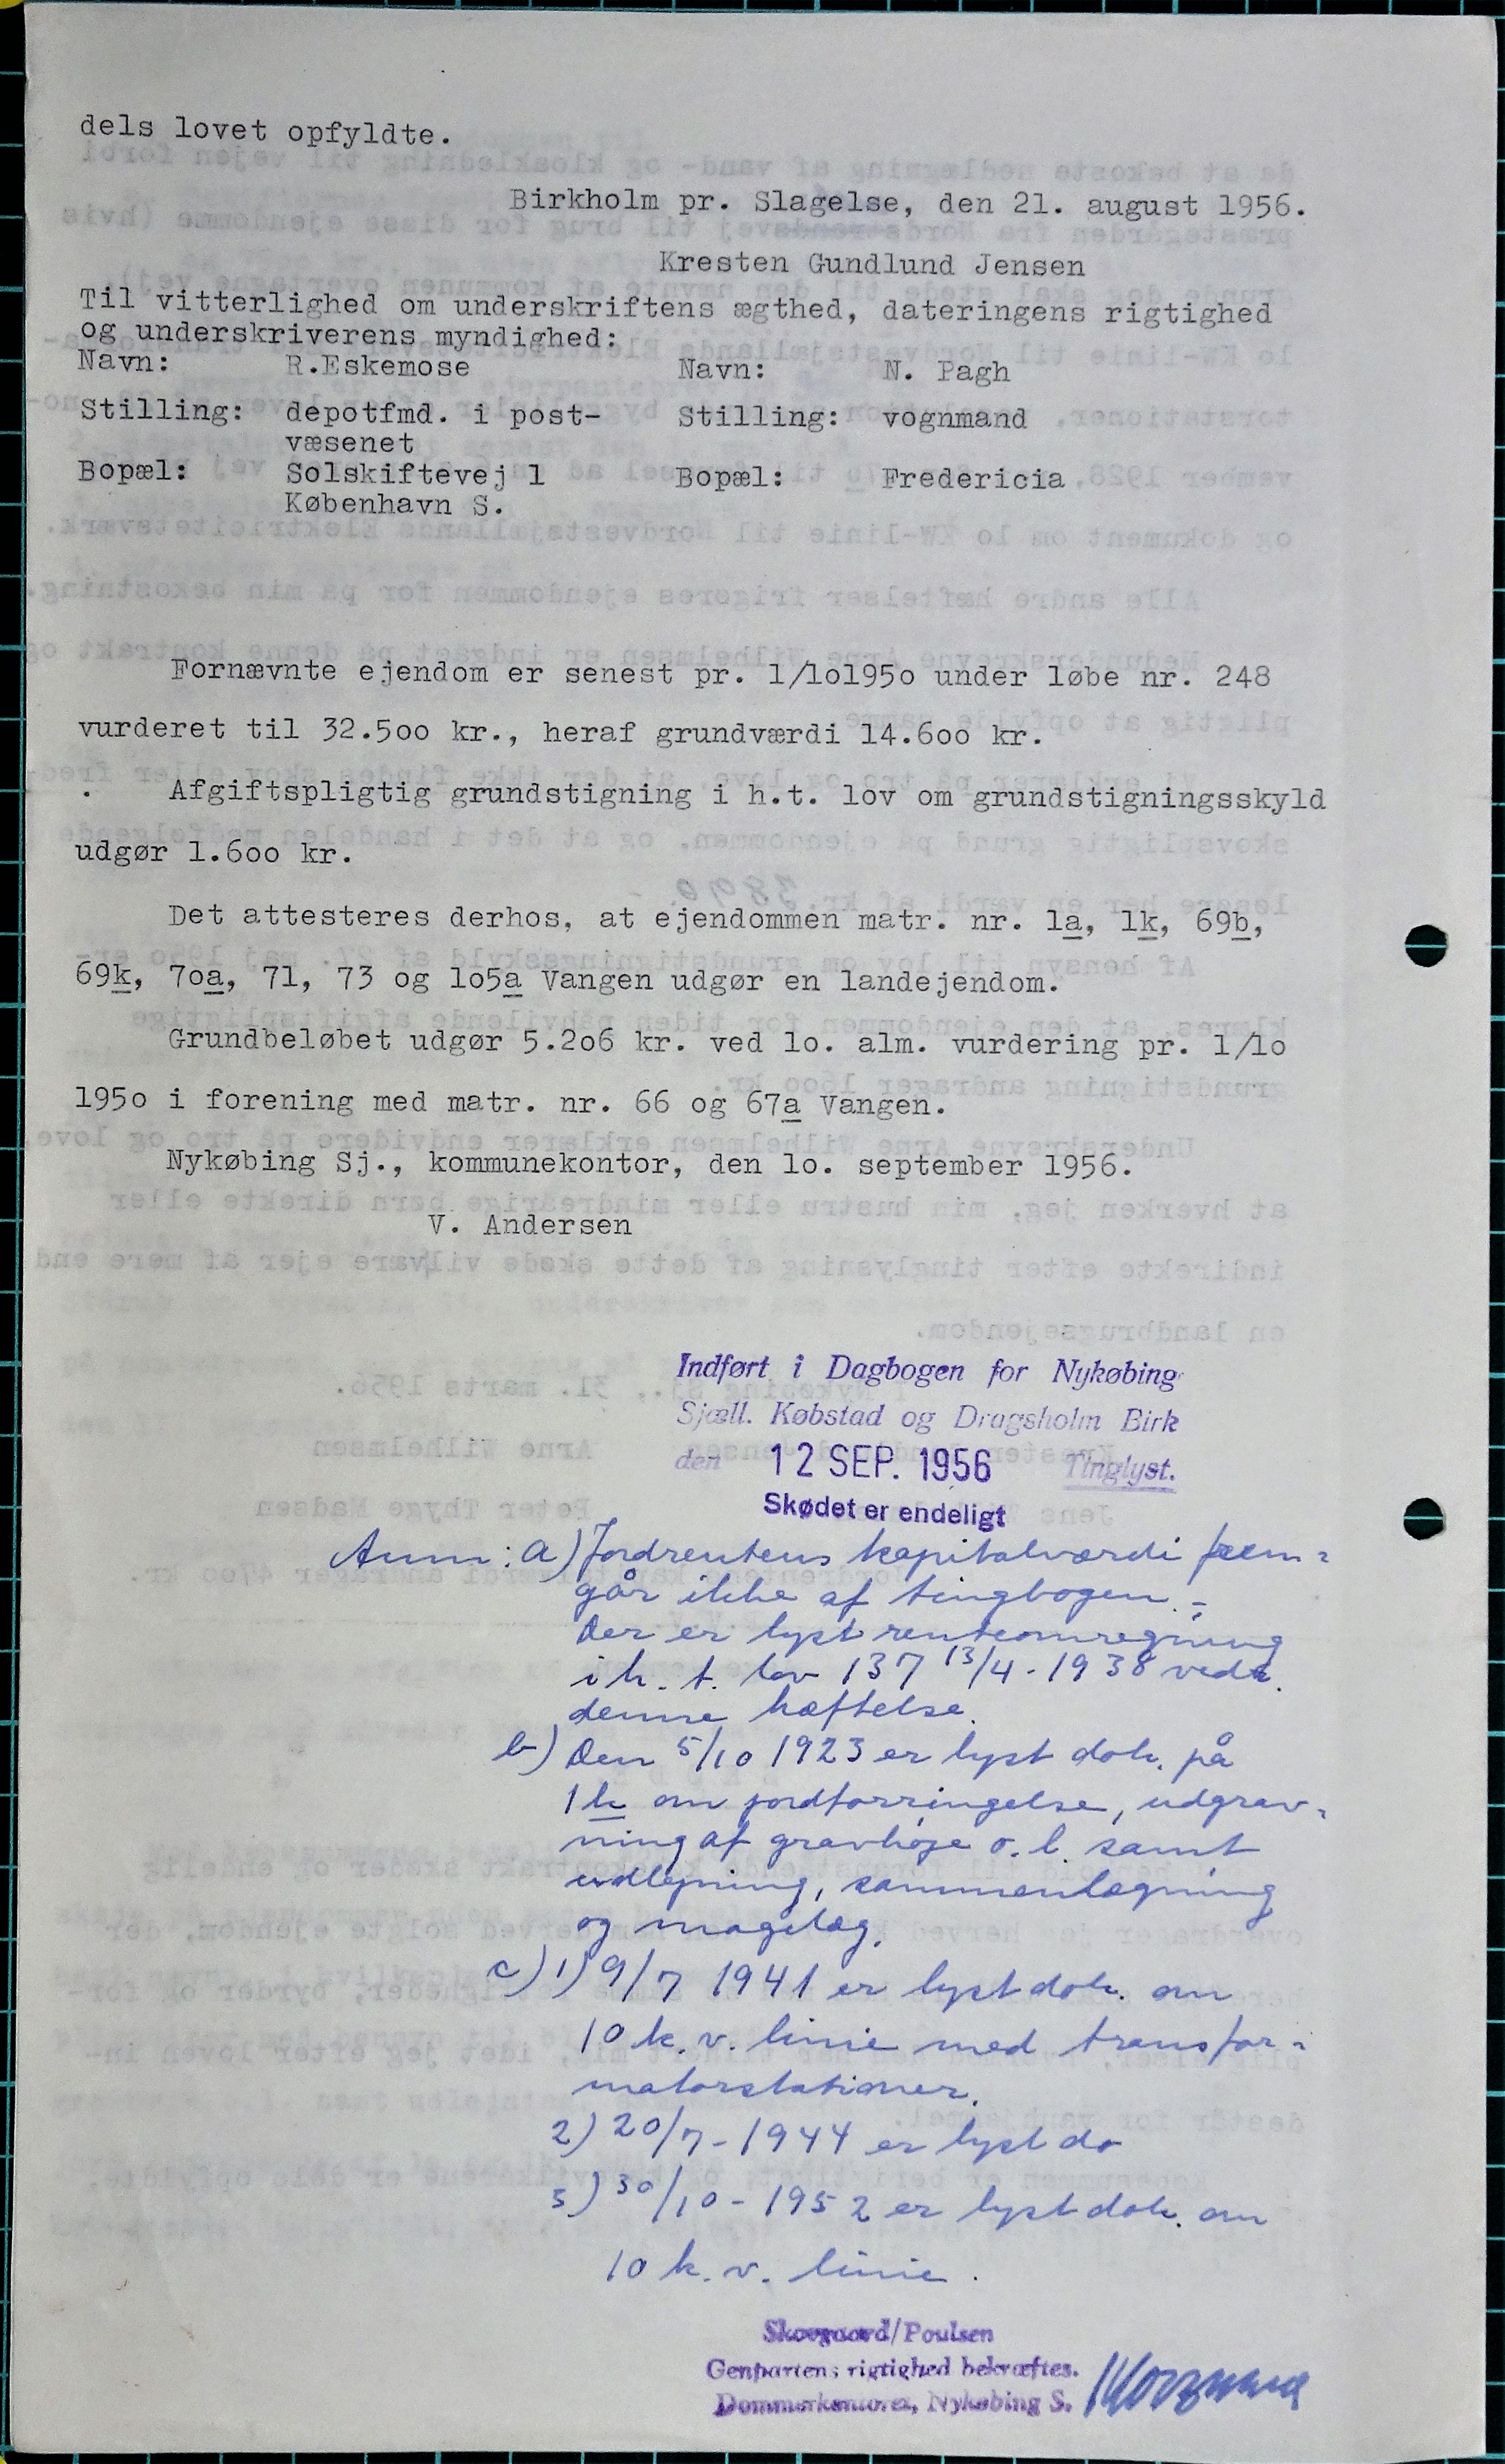 dels lovet opfyldte.
Birkholm pr. Slagelse, den 21. august 1956.
Kresten Gundlund Jensen
Til vitterlighed om underskriftens ægthed, dateringens rigtighed
og underskriverens myndighed:
Navn: R.Eskemose Navn: N. Pagh
Stilling: depotfmd. i post- Stilling: vognmand
væsenet
Bopæl: Solskiftevej 1 Bopæl: Fredericia
København S.
Fornævnte ejendom er senest pr. 1/lo195o under løbe nr. 248
vurderet til 32.5oo kr., heraf grundværdi 14.6oo kr.
Afgiftspligtig grundstigning i h.t. lov om grundstigningsskyld
udgør 1.6oo kr.
Det attesteres derhos, at ejendommen matr. nr. 1a, 1k, 69b,
69k, 7oa, 71, 73 og lo5a Vangen udgør en landejendom.
Grundbeløbet udgør 5.2o6 kr. ved lo. alm. vurdering pr. 1/lo
195o i forening med matr. nr. 66 og 67a Vangen.
Nykøbing Sj., kommunekontor, den lo. september 1956.
V. Andersen
Indført i Dagbogen for Nykøbing
Sjæll. Købstad og Dragsholm Birk
den 12 SEP. 1956 Tinglyst.
Skødet er endeligt
Anm: a) Jordrentens kapitalværdi frem-
går ikke af tingbogen.-
Der er lyst renteomregning
i h. t. lov 137 13/4-1938 vedr.
denne hæftelse.
b) Den 5/10 1923 er lyst dok. på
1k om jordforringelse, udgrav-
ning af gravhøje o.l. samt
udlejning, sammenlægning
og magelæg.
c) 1) 9/7 1941 er lyst dok. om
10 k.v. linie med transfor-
matorstationer.
2) 20/7-1944 er lyst do
3) 30/10-1952 er lyst dok. om
10 k.v. linie.
Skovgaard/Poulsen
Genpartens rigtighed bekræftes.
Dommerkontoret, Nykøbing S.